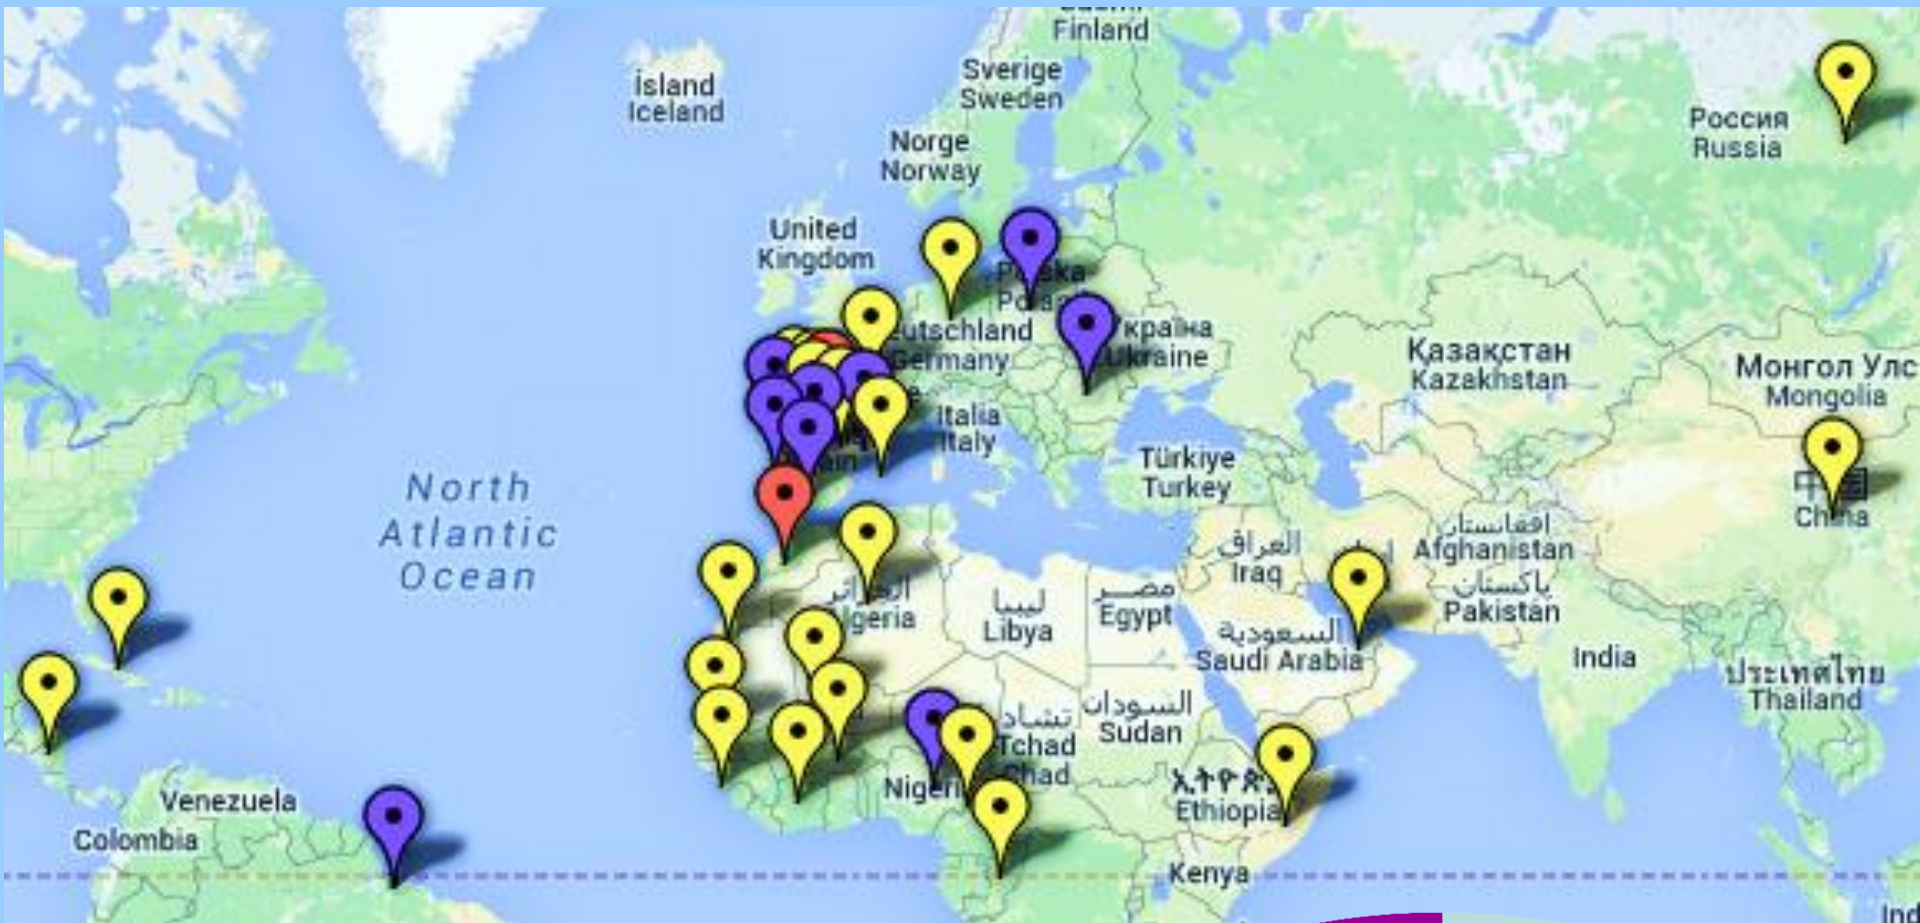 Finland
Sverige
Sweden
Ísland
Iceland
Россия
Russia
Norge
Norway
United
Kingdom
Germany
Україна
Ukraine
Қазақстан
Kazakhstan
Монгол Улс
Mongolia
Italia
Italy
Türkiye
Turkey
North
Atlantic
Ocean
China
افغانستان
Afghanistan
العراق
Iraq
پاکستان
Pakistan
ليبيا
Libya
مصر
Egypt
السعودية
Saudi Arabia
India
ประเทศไทย
Thailand
السودان
Sudan
تشاد
Tchad
Chad
Ethiopia
Venezuela
Colombia
Kenya